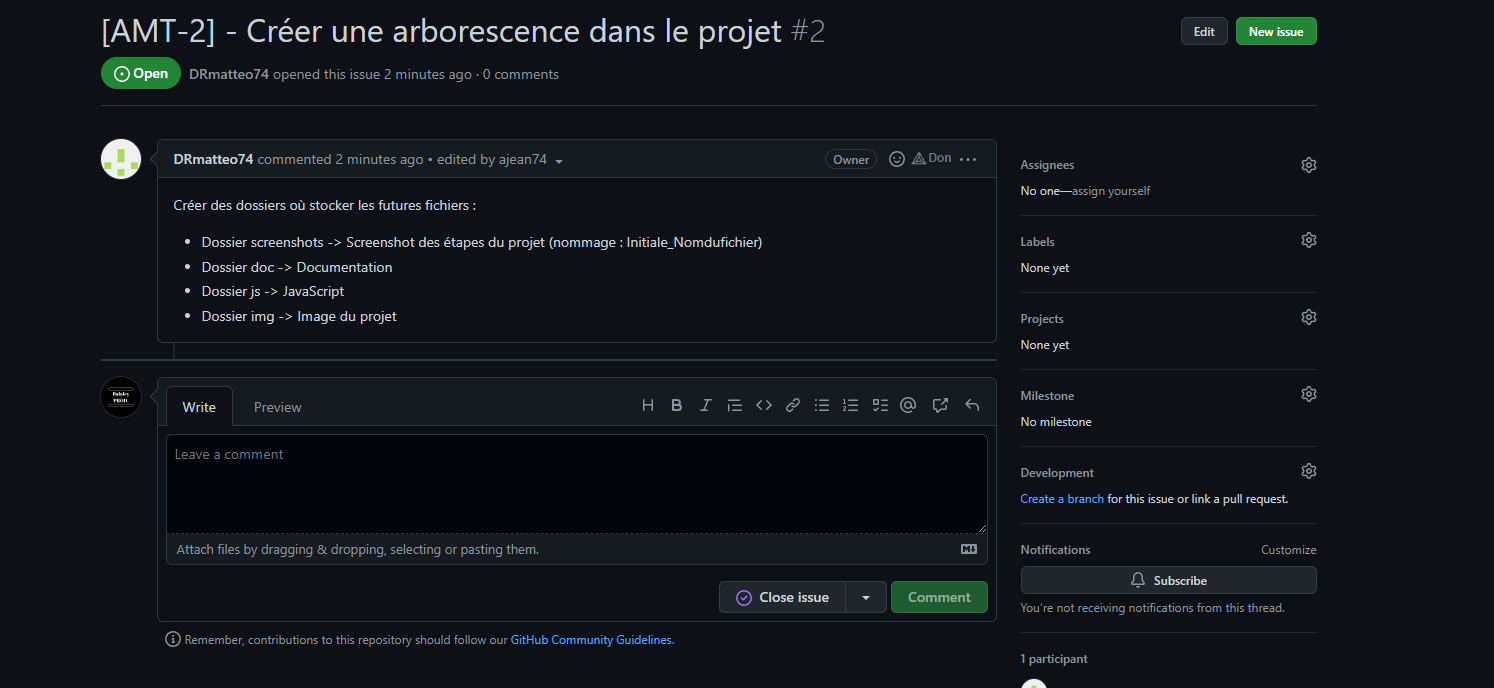 [AMT-2] - Créer une arborescence dans le projet #2
Edit
New issue
Open
DRmatteo74 opened this issue 2 minutes ago · 0 comments
DRmatteo74 commented 2 minutes ago • edited by ajean74
Owner
Don
Créer des dossiers où stocker les futures fichiers :
• Dossier screenshots -> Screenshot des étapes du projet (nommage : Initiale_Nomdufichier)
• Dossier doc -> Documentation
• Dossier js -> JavaScript
• Dossier img -> Image du projet
Write
Preview
Leave a comment
Attach files by dragging & dropping, selecting or pasting them.
Close issue
Comment
Remember, contributions to this repository should follow our GitHub Community Guidelines.
Assignees
No one—assign yourself
Labels
None yet
Projects
None yet
Milestone
No milestone
Development
Create a branch for this issue or link a pull request.
Notifications
Customize
Subscribe
You're not receiving notifications from this thread.
1 participant